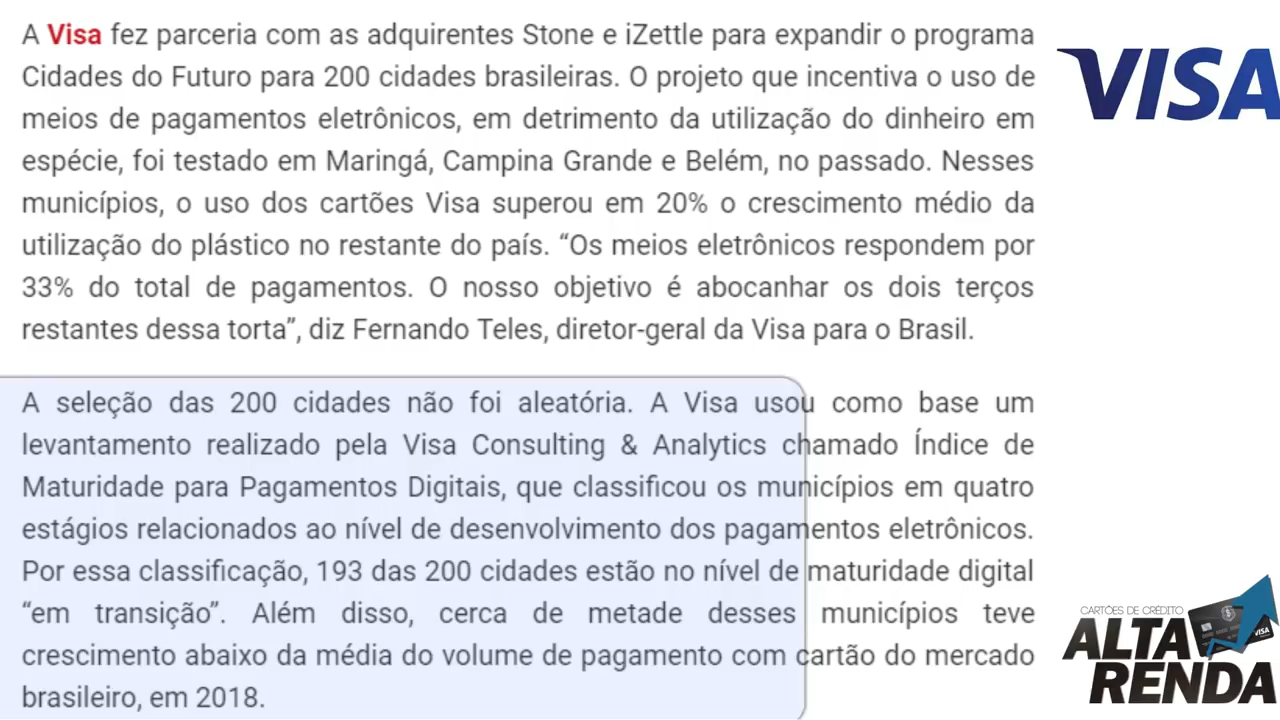 A Visa fez parceria com as adquirentes Stone e iZettle para expandir o programa
Cidades do Futuro para 200 cidades brasileiras. O projeto que incentiva o uso de
meios de pagamentos eletrônicos, em detrimento da utilização do dinheiro em
espécie, foi testado em Maringá, Campina Grande e Belém, no passado. Nesses
municípios, o uso dos cartões Visa superou em 20% o crescimento médio da
utilização do plástico no restante do país. “Os meios eletrônicos respondem por
33% do total de pagamentos. O nosso objetivo é abocanhar os dois terços
restantes dessa torta”, diz Fernando Teles, diretor-geral da Visa para o Brasil.
A seleção das 200 cidades não foi aleatória. A Visa usou como base um
levantamento realizado pela Visa Consulting & Analytics chamado Índice de
Maturidade para Pagamentos Digitais, que classificou os municípios em quatro
estágios relacionados ao nível de desenvolvimento dos pagamentos eletrônicos.
Por essa classificação, 193 das 200 cidades estão no nível de maturidade digital
“em transição”. Além disso, cerca de metade desses municípios teve
crescimento abaixo da média do volume de pagamento com cartão do mercado
brasileiro, em 2018.
VISA
CARTÕES DE CRÉDITO
ALTA
RENDA
VISA